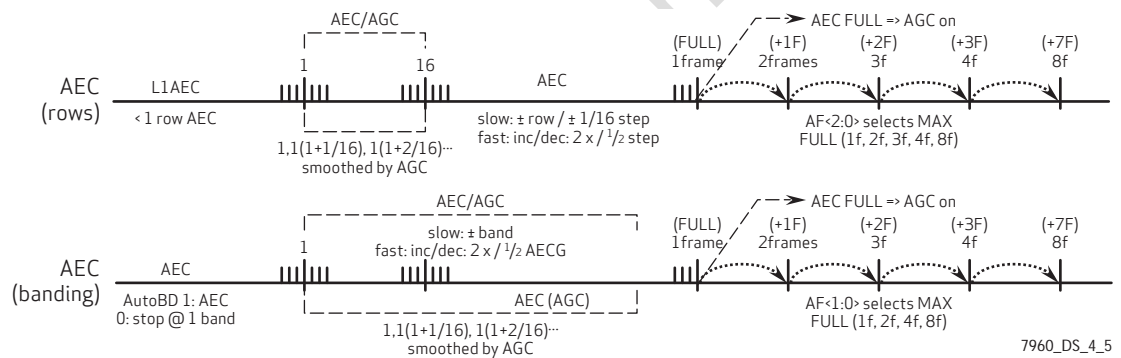 AEC/AGC
AEC FULL => AGC on
1
16
(FULL)
1frame
(+1F)
2frames
(+2F)
3f
(+3F)
4f
(+7F)
8f
AEC
(rows)
L1AEC
< 1 row AEC
AEC
slow: ± row / ± 1/16 step
fast: inc/dec: 2 x / 1/2 step
1,1(1+1/16), 1(1+2/16)···
smoothed by AGC
AF<2:0> selects MAX
FULL (1f, 2f, 3f, 4f, 8f)
AEC/AGC
AEC FULL => AGC on
slow: ± band
fast: inc/dec: 2 x / 1/2 AECG
1
(FULL)
1frame
(+1F)
2frames
(+2F)
3f
(+3F)
4f
(+7F)
8f
AEC
(banding)
AEC
AutoBD 1: AEC
0: stop @ 1 band
AEC (AGC)
1,1(1+1/16), 1(1+2/16)···
smoothed by AGC
AF<1:0> selects MAX
FULL (1f, 2f, 4f, 8f)
7960_DS_4_5